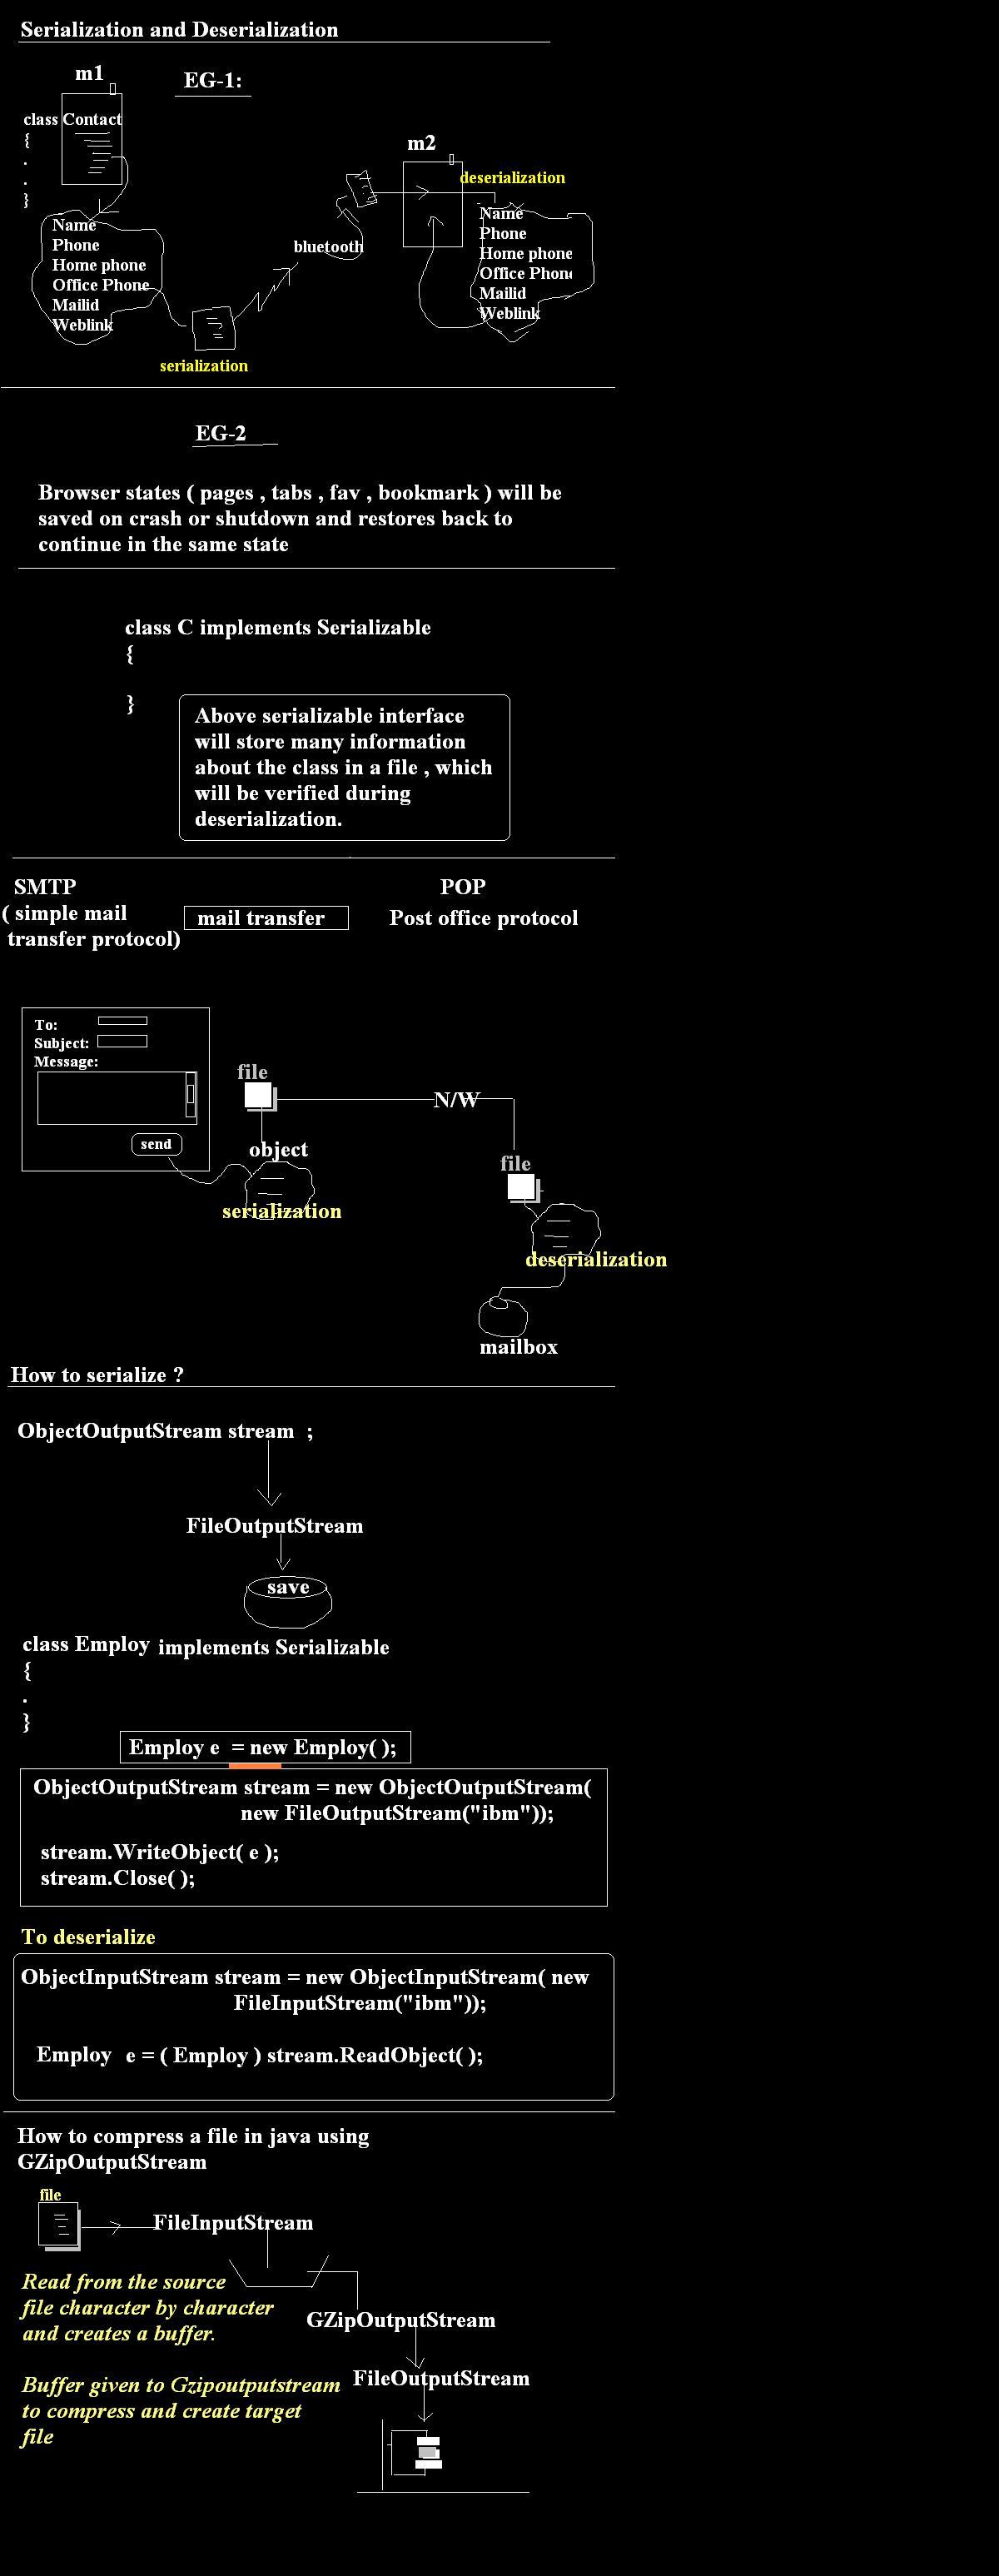 Serialization and Deserialization
m1
EG-1:
class Contact
{
.
.
}
Name
Phone
Home phone
Office Phone
Mailid
Weblink
serialization
bluetooth
m2
deserialization
Name
Phone
Home phone
Office Phone
Mailid
Weblink
EG-2
Browser states ( pages , tabs , fav , bookmark ) will be
saved on crash or shutdown and restores back to
continue in the same state
class C implements Serializable
{
}
Above serializable interface
will store many information
about the class in a file , which
will be verified during
deserialization.
SMTP
( simple mail
transfer protocol)
mail transfer
POP
Post office protocol
To:
Subject:
Message:
send
file
object
serialization
N/W
file
deserialization
mailbox
How to serialize ?
ObjectOutputStream stream ;
FileOutputStream
save
class Employ implements Serializable
{
.
}
Employ e = new Employ( );
ObjectOutputStream stream = new ObjectOutputStream(
new FileOutputStream("ibm"));
stream.WriteObject( e );
stream.Close( );
To deserialize
ObjectInputStream stream = new ObjectInputStream( new
FileInputStream("ibm"));
Employ e = ( Employ ) stream.ReadObject( );
How to compress a file in java using
GZipOutputStream
file
FileInputStream
Read from the source
file character by character
and creates a buffer.
GZipOutputStream
Buffer given to Gzipoutputstream
to compress and create target
file
FileOutputStream